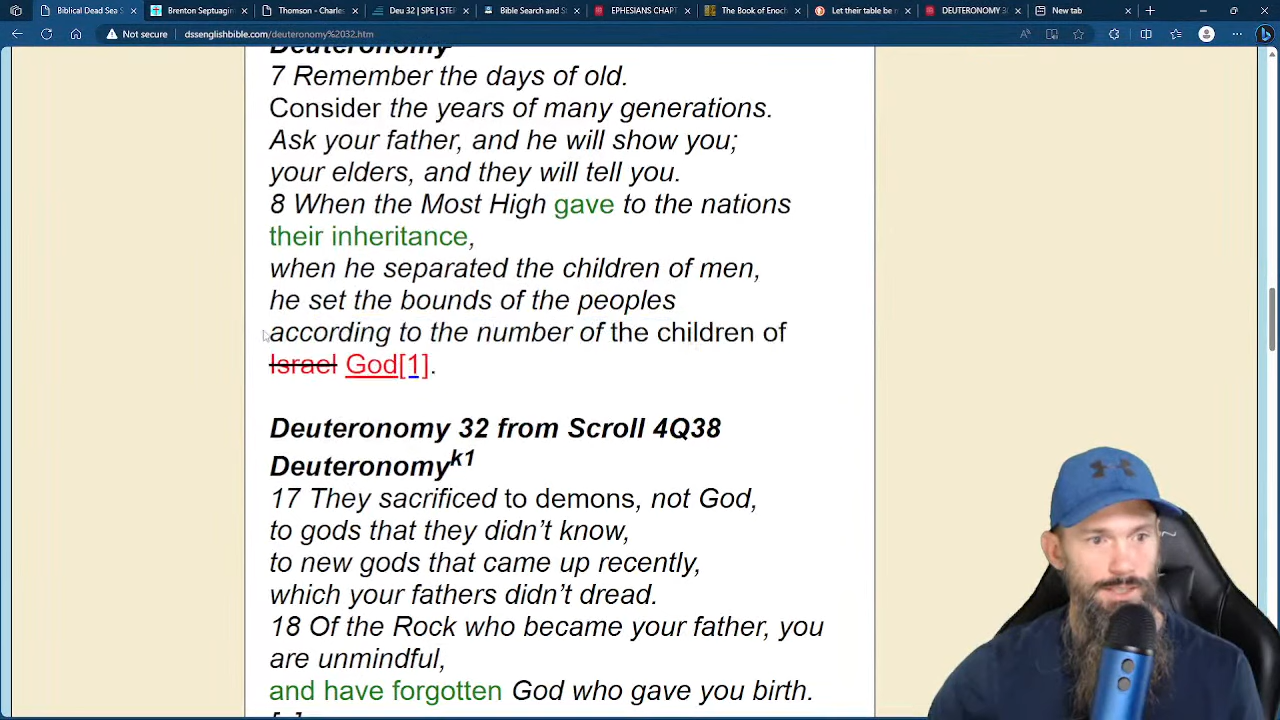 Biblical Dead Sea S
Brenton Septuagin
Thomson - Charles
Deu 32 | SPE | STEP
Bible Search and St
EPHESIANS CHAPT
The Book of Enoch
Let their table be m
DEUTERONOMY 3
New tab
Not secure
dssenglishbible.com/deuteronomy%2032.htm
Deuteronomy
7 Remember the days of old.
Consider the years of many generations.
Ask your father, and he will show you;
your elders, and they will tell you.
8 When the Most High gave to the nations
their inheritance,
when he separated the children of men,
he set the bounds of the peoples
according to the number of the children of
Israel God[1].
Deuteronomy 32 from Scroll 4Q38
Deuteronomyk1
17 They sacrificed to demons, not God,
to gods that they didn't know,
to new gods that came up recently,
which your fathers didn't dread.
18 Of the Rock who became your father, you
are unmindful,
and have forgotten God who gave you birth.